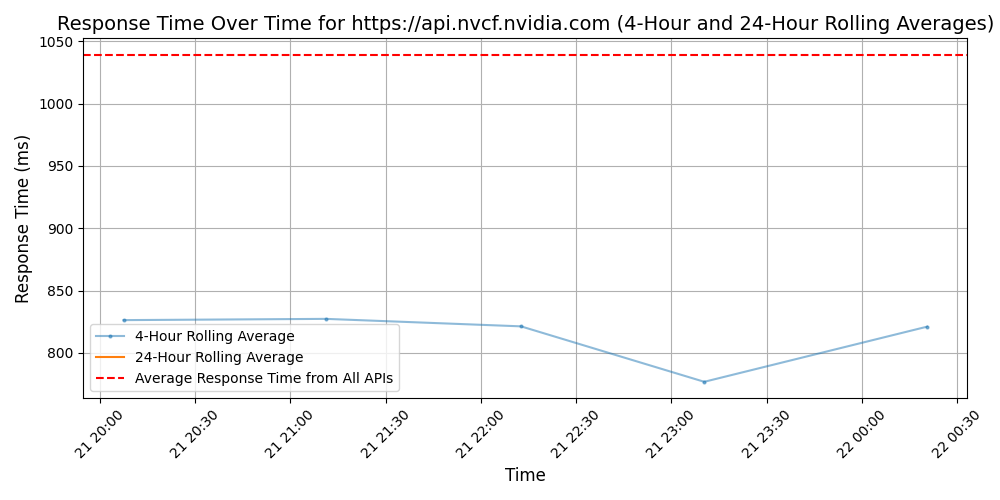 Response Time Over Time for https://api.nvcf.nvidia.com (4-Hour and 24-Hour Rolling Averages)
Response Time (ms)
1050
1000
950
900
850
800
4-Hour Rolling Average
24-Hour Rolling Average
Average Response Time from All APIs
21 20:00
21 20:30
21 21:00
21 21:30
21 22:00
21 22:30
21 23:00
21 23:30
22 00:00
22 00:30
Time